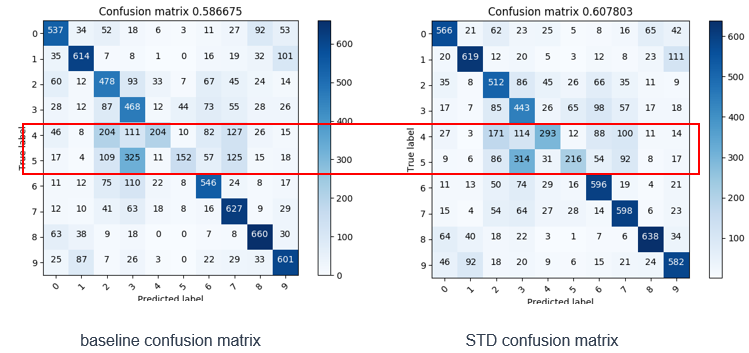 Confusion matrix 0.586675
0 537 34 52 18 6 3 11 27 92 53
1 35 614 7 8 1 0 16 19 32 101
2 60 12 478 93 33 7 67 45 24 14
3 28 12 87 468 12 44 73 55 28 26
4 46 8 204 111 204 10 82 127 26 15
5 17 4 109 325 11 152 57 125 15 18
6 11 12 75 110 22 8 546 24 8 17
7 12 10 41 63 18 8 16 627 9 29
8 63 38 9 18 0 0 7 8 660 30
9 25 87 7 26 3 0 22 29 33 601
0 1 2 3 4 5 6 7 8 9
True label
Predicted label
600
500
400
300
200
100
0
baseline confusion matrix
Confusion matrix 0.607803
0 566 21 62 23 25 5 8 16 65 42
1 20 619 12 20 5 3 12 8 23 111
2 35 8 512 86 45 26 66 35 11 9
3 17 7 85 443 26 65 98 57 17 18
4 27 3 171 114 293 12 88 100 11 14
5 9 6 86 314 31 216 54 92 8 17
6 11 13 50 74 29 16 596 19 4 21
7 15 4 54 64 27 28 14 598 6 23
8 64 40 18 22 3 1 7 6 638 34
9 46 92 18 20 9 6 15 21 24 582
0 1 2 3 4 5 6 7 8 9
True label
Predicted label
600
500
400
300
200
100
STD confusion matrix